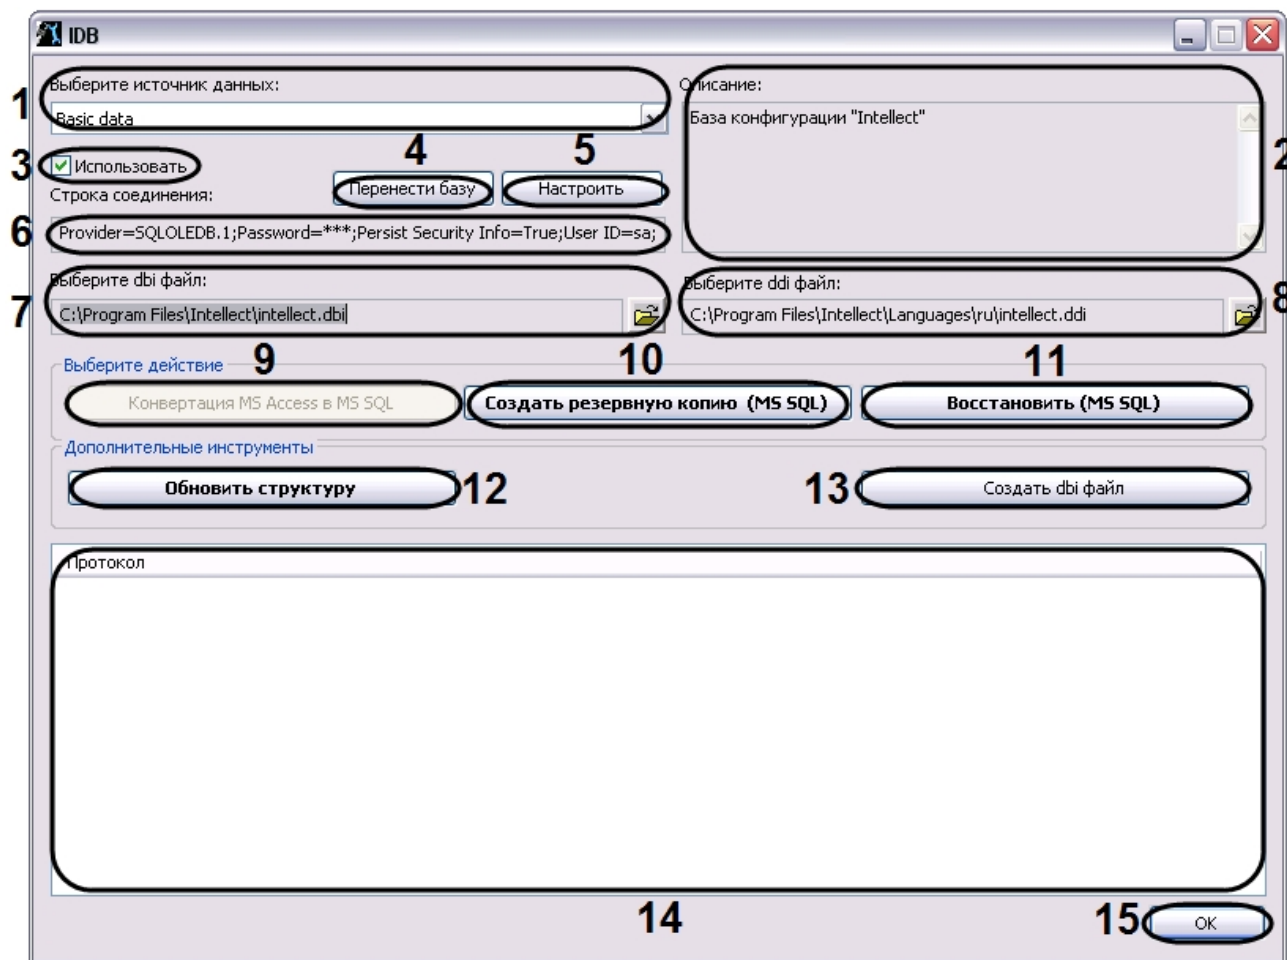 IDB
Выберите источник данных:
Описание:
1
Basic data
База конфигурации "Intellect"
2
3
Использовать
4
5
Строка соединения:
Перенести базу
Настроить
6
Provider=SQLOLEDB.1;Password=***;Persist Security Info=True;User ID=sa;
Выберите dbi файл:
Выберите ddi файл:
7
C:\Program Files\Intellect\intellect.dbi
C:\Program Files\Intellect\Languages\ru\intellect.ddi
8
Выберите действие
9
10
11
Конвертация MS Access в MS SQL
Создать резервную копию (MS SQL)
Восстановить (MS SQL)
Дополнительные инструменты
Обновить структуру
12
13
Создать dbi файл
Протокол
14
15
OK